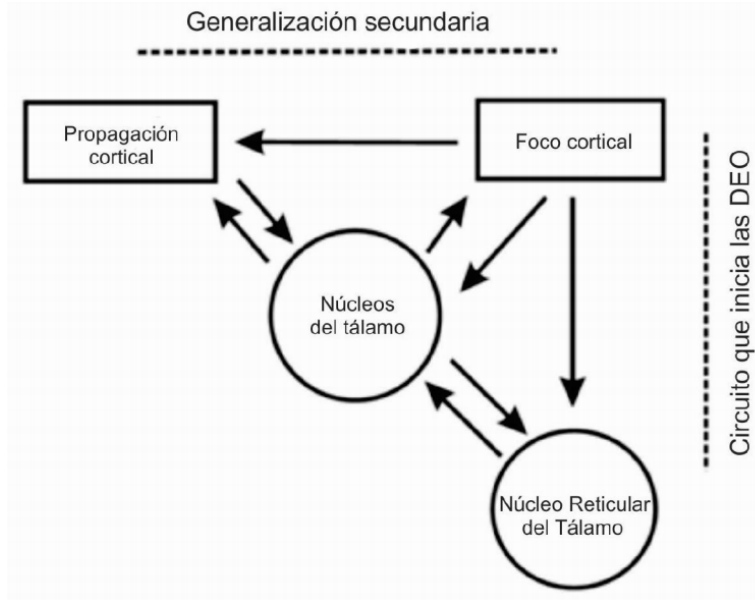 Generalización secundaria
Propagación
cortical
Foco cortical
Núcleos
del tálamo
Núcleo Reticular
del Tálamo
Circuito que inicia las DEO